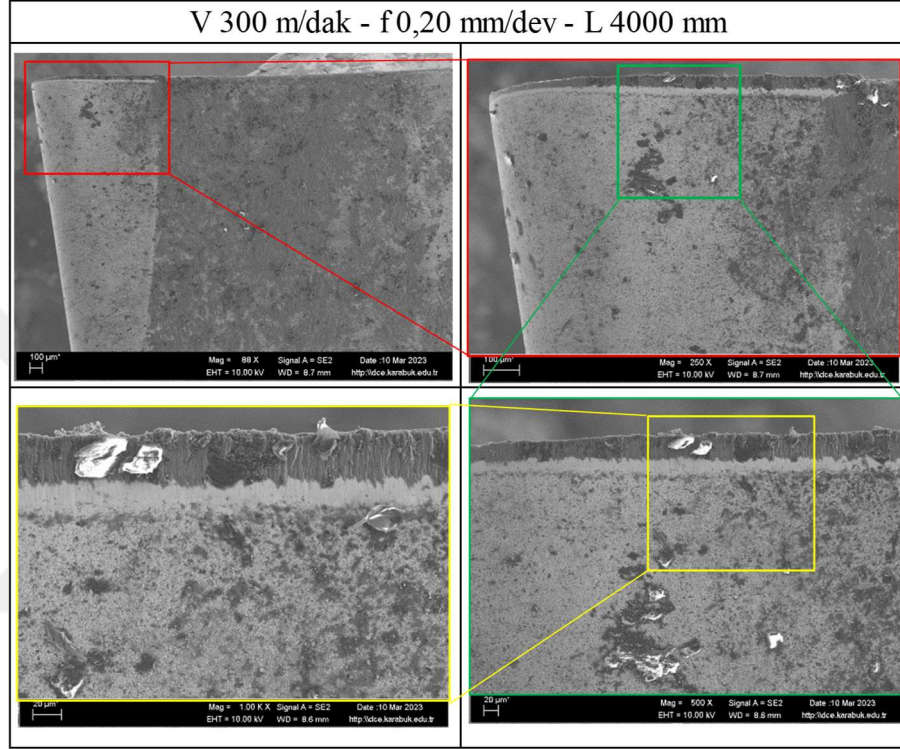 V 300 m/dak - f 0,20 mm/dev - L 4000 mm
100 µm*
Mag = 88 X Signal A = SE2 Date :10 Mar 2023
EHT = 10.00 kV WD = 8.7 mm http:\\idce.karabuk.edu.tr
100 µm*
Mag = 250 X Signal A = SE2 Date :10 Mar 2023
EHT = 10.00 kV WD = 8.7 mm http:\\idce.karabuk.edu.tr
20 µm*
Mag = 1.00 K X Signal A = SE2 Date :10 Mar 2023
EHT = 10.00 kV WD = 8.6 mm http:\\idce.karabuk.edu.tr
20 µm*
Mag = 500 X Signal A = SE2 Date :10 Mar 2023
EHT = 10.00 kV WD = 8.6 mm http:\\idce.karabuk.edu.tr